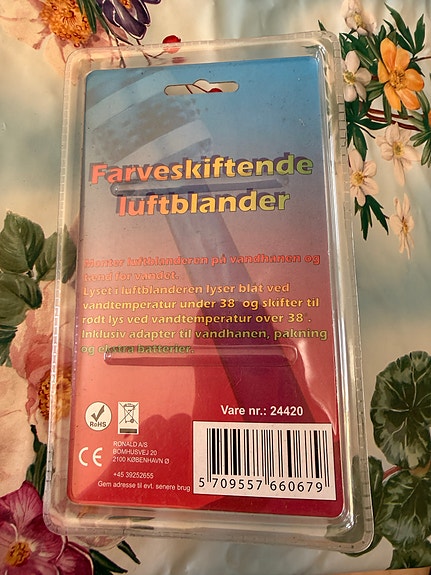 Farveskiftende
luftblander
Monter luftblanderen på vandhanen og
tænd for vandet.
Lyset i luftblanderen lyser blåt ved
vandtemperatur under 38° og skifter til
rødt lys ved vandtemperatur over 38°.
Inklusiv adapter til vandhanen, pakning
og ekstra batterier.
Vare nr.: 24420
RoHS
CE
RONALD A/S
BOMHUSVEJ 20
2100 KØBENHAVN Ø
+45 39252655
Gem adresse til evt. senere brug
5 709557 660679